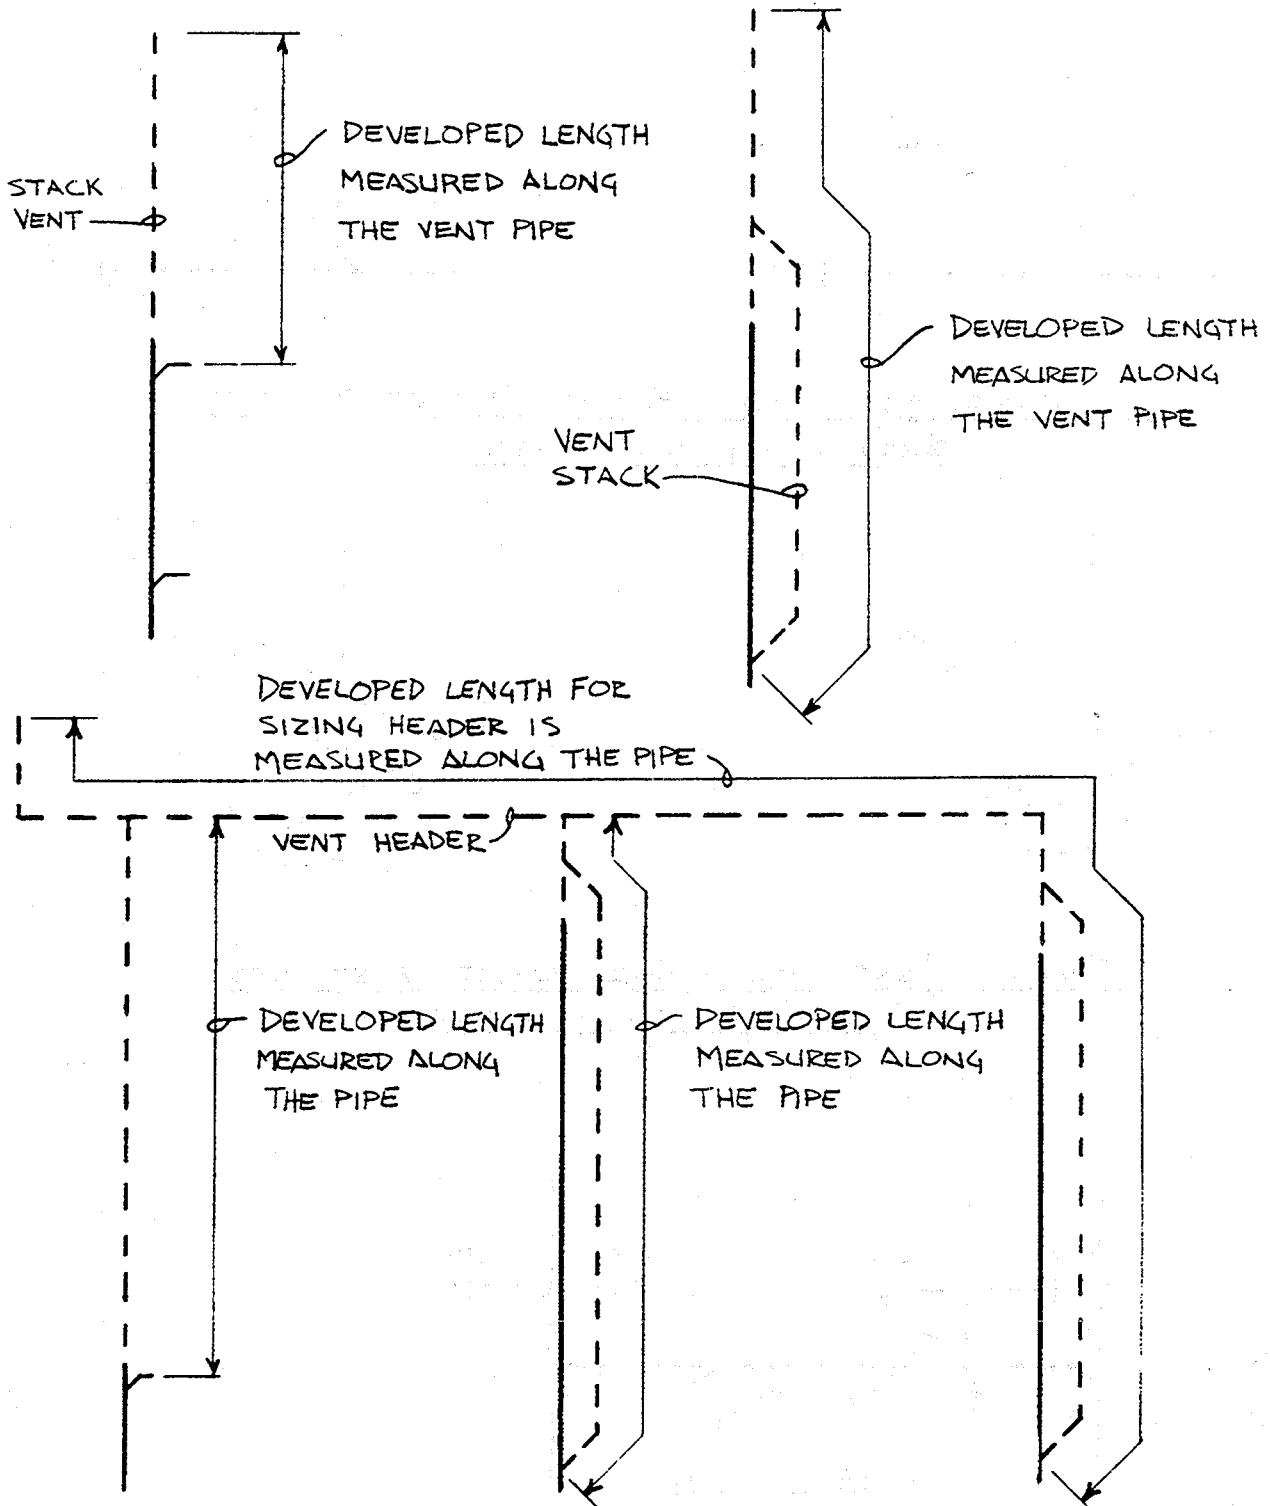 DEVELOPED LENGTH
MEASURED ALONG
THE VENT PIPE
STACK
VENT
DEVELOPED LENGTH
MEASURED ALONG
THE VENT PIPE
VENT
STACK
DEVELOPED LENGTH FOR
SIZING HEADER IS
MEASURED ALONG THE PIPE
VENT HEADER
DEVELOPED LENGTH
MEASURED ALONG
THE PIPE
DEVELOPED LENGTH
MEASURED ALONG
THE PIPE